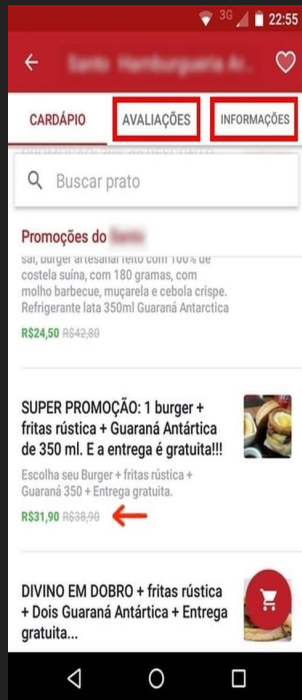 3G 22:55
CARDÁPIO AVALIAÇÕES INFORMAÇÕES
Buscar prato
Promoções do
sal, burger artesanal feito com 100% de
costela suína, com 180 gramas, com
molho barbecue, muçarela e cebola crispe.
Refrigerante lata 350ml Guaraná Antarctica
R$24,50 R$42,80
SUPER PROMOÇÃO: 1 burger +
fritas rústica + Guaraná Antártica
de 350 ml. E a entrega é gratuita!!!
Escolha seu Burger + fritas rústica +
Guaraná 350 + Entrega gratuita.
R$31,90 R$38,90
DIVINO EM DOBRO + fritas rústica
+ Dois Guaraná Antártica + Entrega
gratuita...